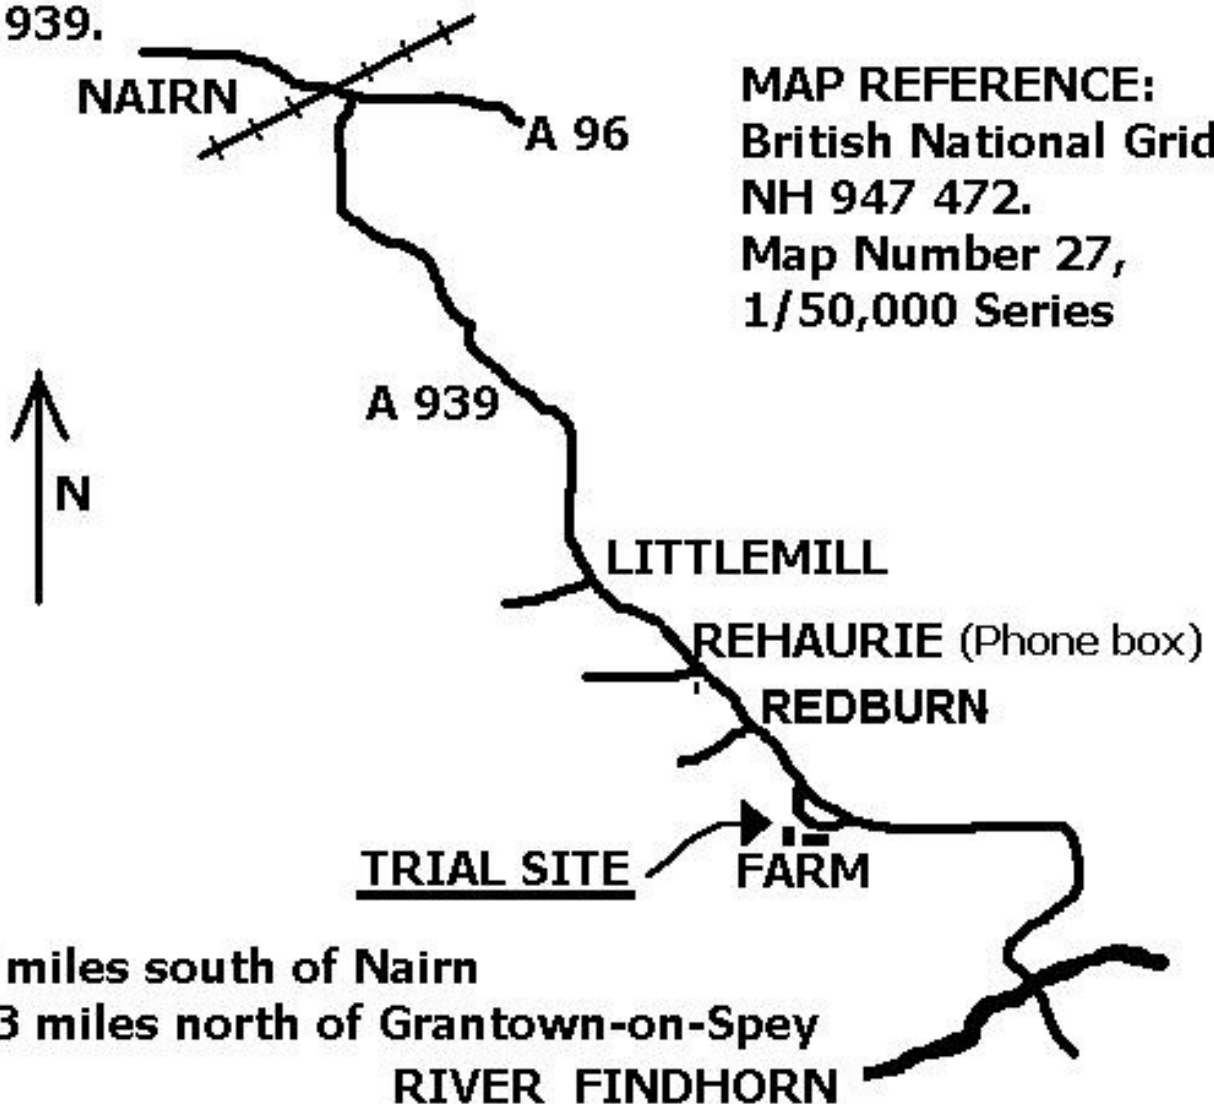 939.
NAIRN
A 96
MAP REFERENCE:
British National Grid
NH 947 472.
Map Number 27,
1/50,000 Series
A 939
N
LITTLEMILL
REHAURIE (Phone box)
REDBURN
TRIAL SITE
FARM
miles south of Nairn
3 miles north of Grantown-on-Spey
RIVER FINDHORN